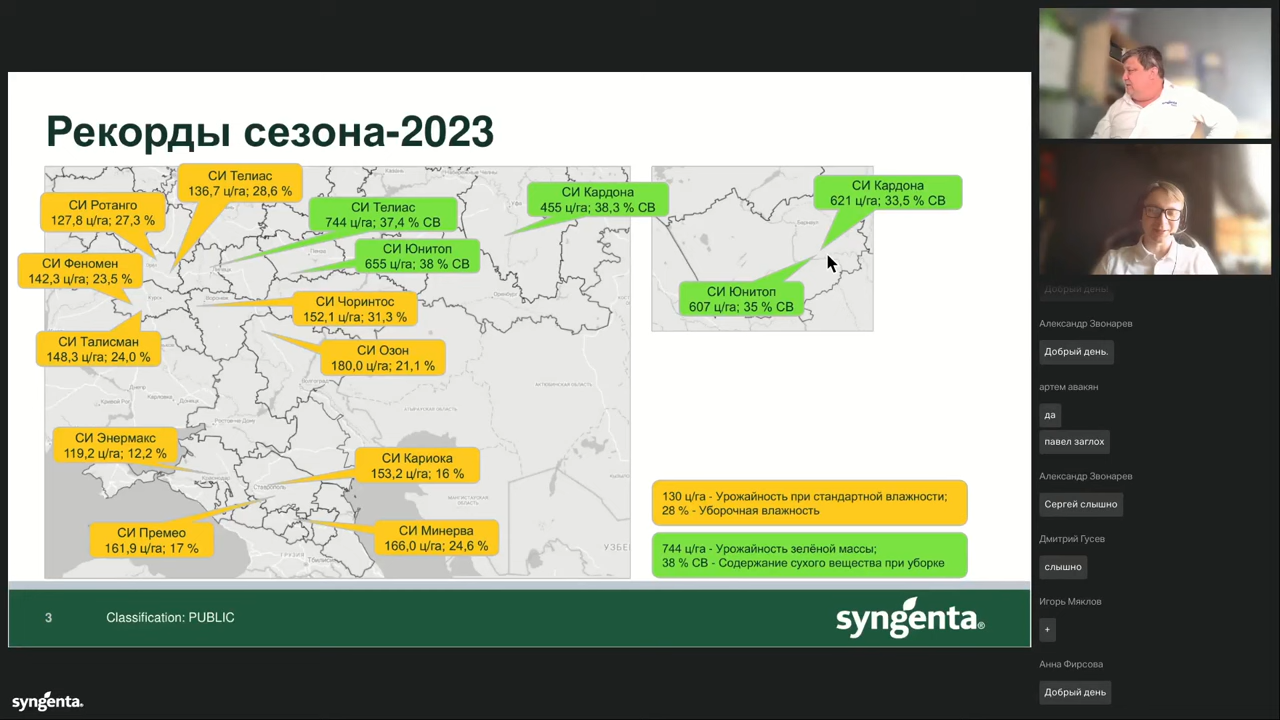 Рекорды сезона-2023
СИ Телиас
136,7 ц/га; 28,6 %
СИ Ротанго
127,8 ц/га; 27,3 %
СИ Телиас
744 ц/га; 37,4 % СВ
СИ Кардона
455 ц/га; 38,3 % СВ
СИ Кардона
621 ц/га; 33,5 % СВ
СИ Юнитоп
655 ц/га; 38 % СВ
СИ Феномен
142,3 ц/га; 23,5 %
СИ Юнитоп
607 ц/га; 35 % СВ
СИ Чоринтос
152,1 ц/га; 31,3 %
СИ Талисман
148,3 ц/га; 24,0 %
СИ Озон
180,0 ц/га; 21,1 %
СИ Энермакс
119,2 ц/га; 12,2 %
СИ Кариока
153,2 ц/га; 16 %
СИ Премео
161,9 ц/га; 17 %
СИ Минерва
166,0 ц/га; 24,6 %
130 ц/га - Урожайность при стандартной влажности;
28 % - Уборочная влажность
744 ц/га - Урожайность зелёной массы;
38 % СВ - Содержание сухого вещества при уборке
3
Classification: PUBLIC
syngenta®
syngenta
Добрый день!
Александр Звонарев
Добрый день.
артем авакян
да
павел заглох
Александр Звонарев
Сергей слышно
Дмитрий Гусев
слышно
Игорь Мяклов
+
Анна Фирсова
Добрый день